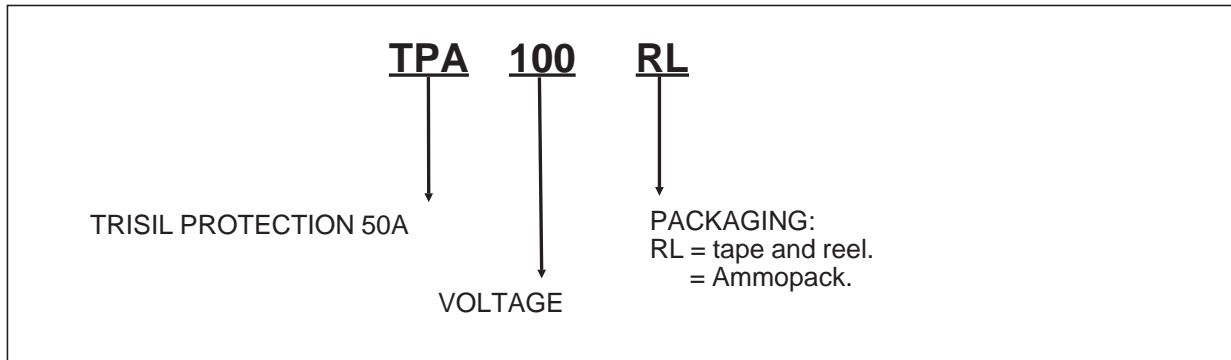 TPA 100 RL
TRISIL PROTECTION 50A
VOLTAGE
PACKAGING:
RL = tape and reel.
= Ammopack.